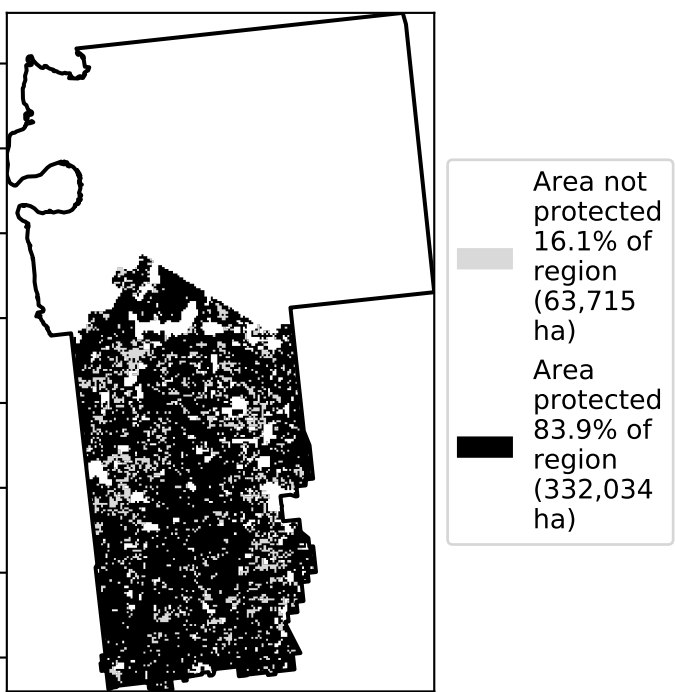 Area not
protected
16.1% of
region
(63,715
ha)
Area
protected
83.9% of
region
(332,034
ha)